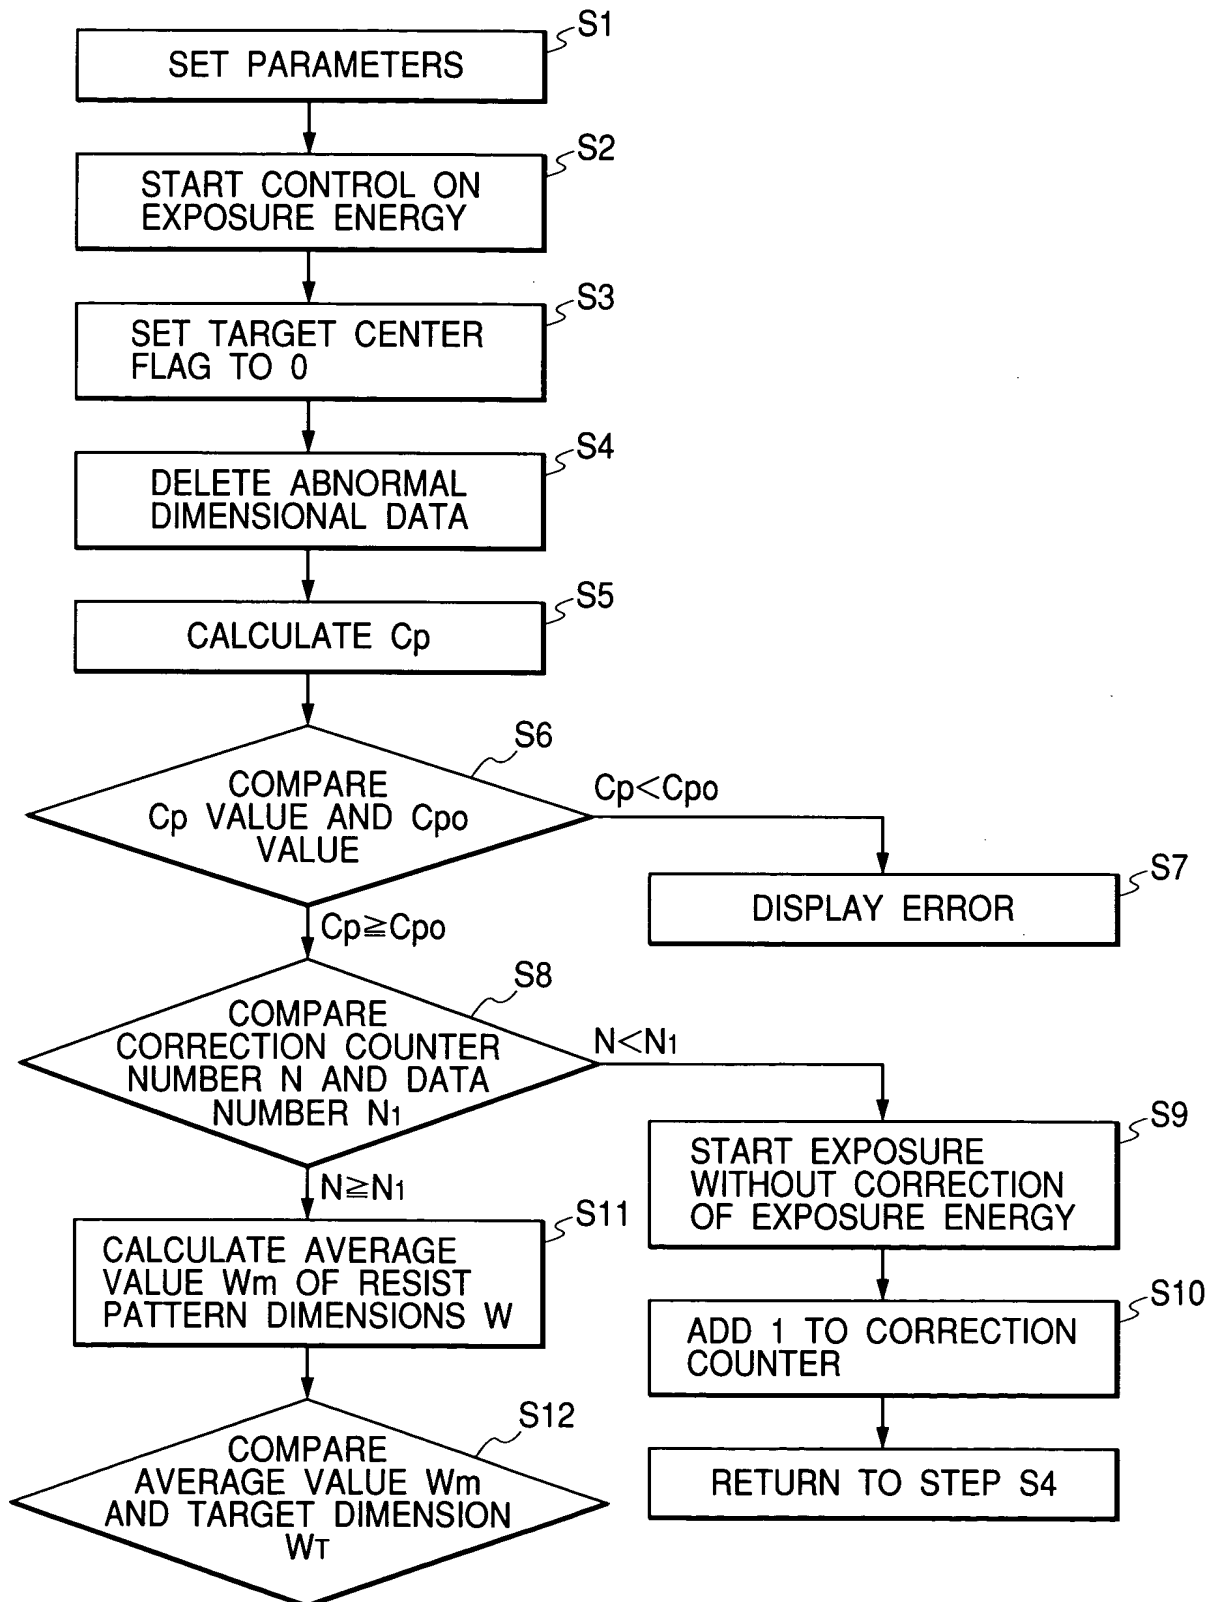 S1
SET PARAMETERS
S2
START CONTROL ON
EXPOSURE ENERGY
S3
SET TARGET CENTER
FLAG TO 0
S4
DELETE ABNORMAL
DIMENSIONAL DATA
S5
CALCULATE Cp
S6
COMPARE
Cp VALUE AND Cpo
VALUE
Cp<Cpo
S7
DISPLAY ERROR
Cp≧Cpo
S8
COMPARE
CORRECTION COUNTER
NUMBER N AND DATA
NUMBER N1
N<N1
S9
START EXPOSURE
WITHOUT CORRECTION
OF EXPOSURE ENERGY
S10
ADD 1 TO CORRECTION
COUNTER
RETURN TO STEP S4
N≧N1
S11
CALCULATE AVERAGE
VALUE Wm OF RESIST
PATTERN DIMENSIONS W
S12
COMPARE
AVERAGE VALUE Wm
AND TARGET DIMENSION
WT